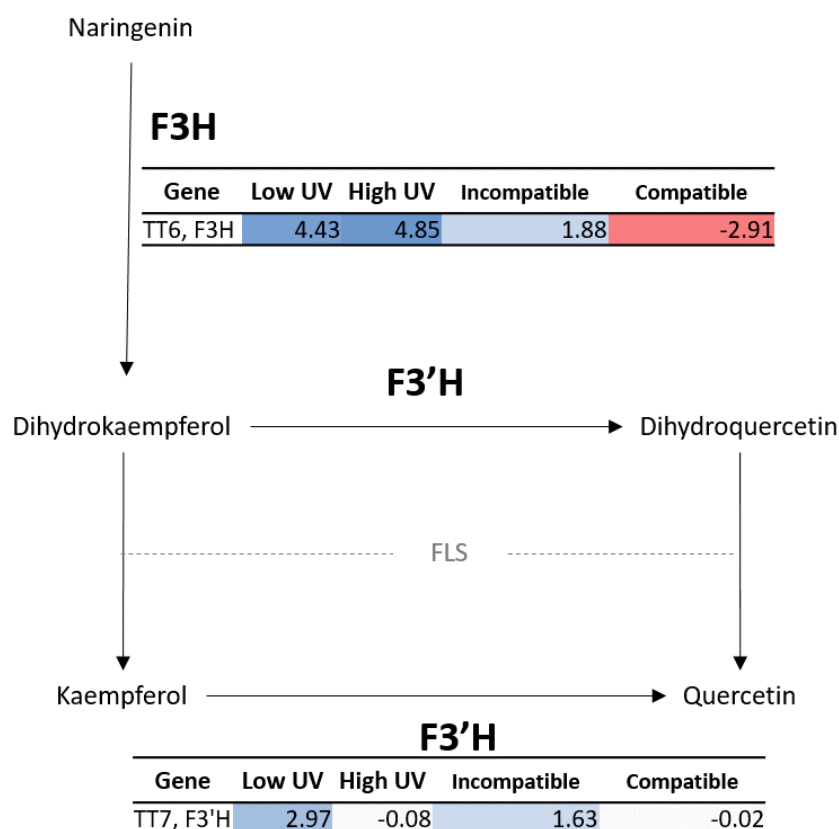 Naringenin
F3H
Gene Low UV High UV Incompatible Compatible
TT6, F3H 4.43 4.85 1.88 -2.91
F3’H
Dihydrokaempferol Dihydroquercetin
FLS
Kaempferol Quercetin
F3’H
Gene Low UV High UV Incompatible Compatible
TT7, F3'H 2.97 -0.08 1.63 -0.02